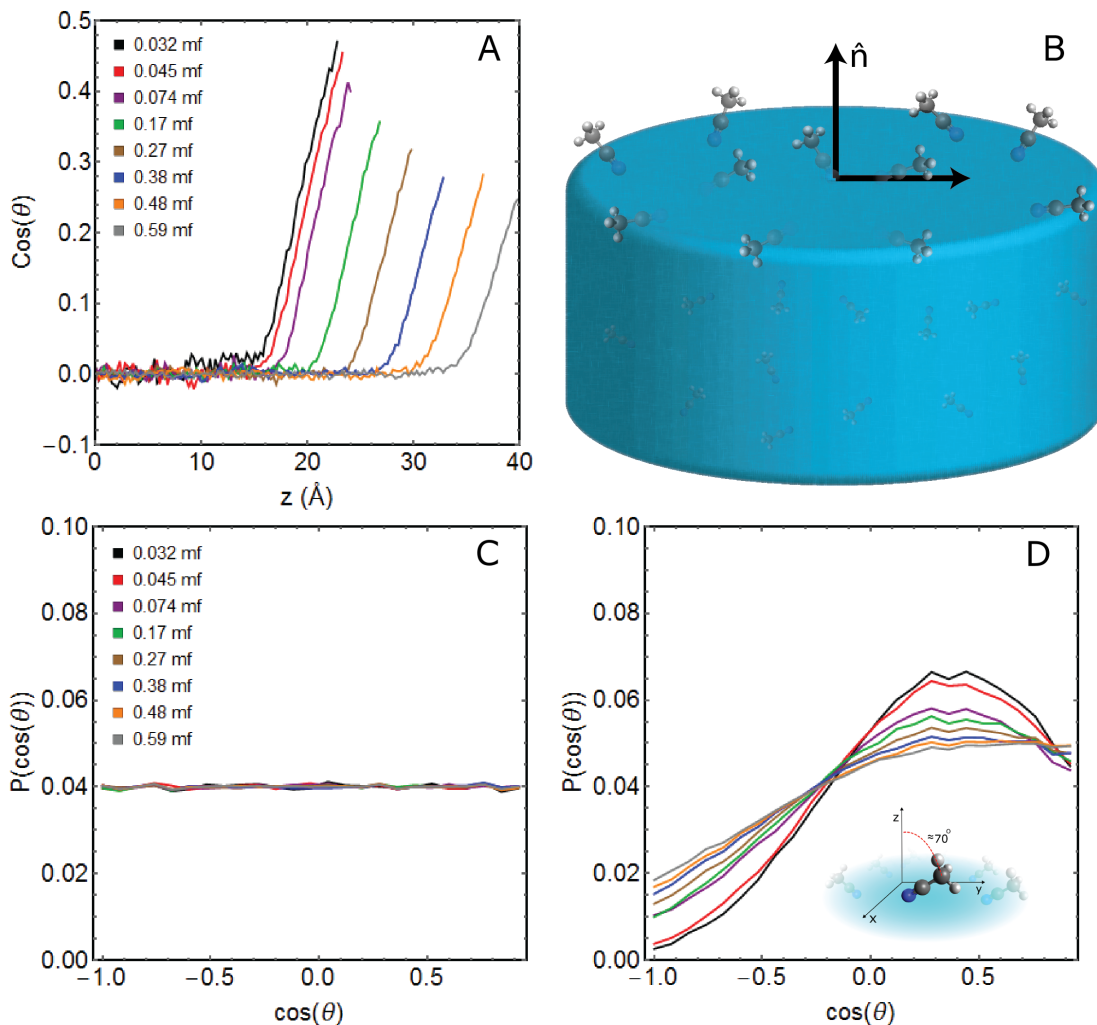 A
0.5
0.4
0.3
0.2
0.1
0.0
−0.1
Cos(θ)
0.032 mf
0.045 mf
0.074 mf
0.17 mf
0.27 mf
0.38 mf
0.48 mf
0.59 mf
0 10 20 30 40
z (Å)
B
n̂
C
0.10
0.08
0.06
0.04
0.02
0.00
P(cos(θ))
0.032 mf
0.045 mf
0.074 mf
0.17 mf
0.27 mf
0.38 mf
0.48 mf
0.59 mf
−1.0 −0.5 0.0 0.5
cos(θ)
D
0.10
0.08
0.06
0.04
0.02
0.00
P(cos(θ))
z
≈70°
y
x
−1.0 −0.5 0.0 0.5
cos(θ)